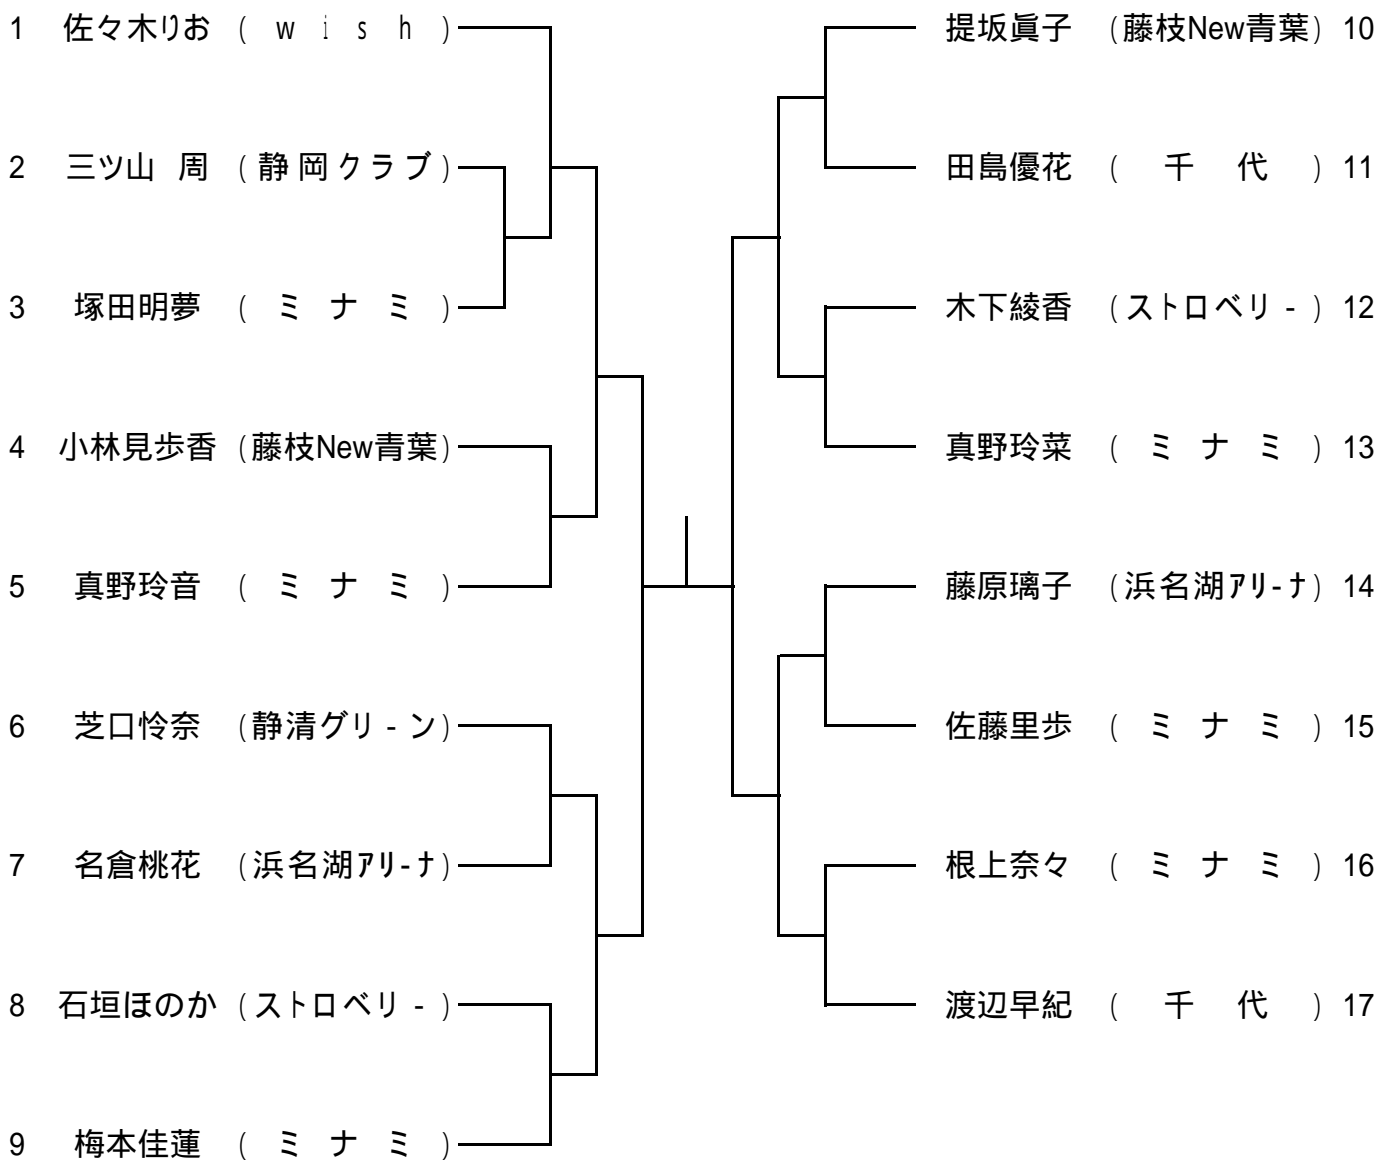 1 佐々木りお ( w i s h )
2 三ツ山 周 ( 静 岡 クラブ )
3 塚田明夢 ( ミ ナ ミ )
4 小林見歩香 (藤枝New青葉)
5 真野玲音 ( ミ ナ ミ )
6 芝口怜奈 (静清グリ - ン)
7 名倉桃花 (浜名湖ｱﾘ-ﾅ)
8 石垣ほのか (ストロベリ - )
9 梅本佳蓮 ( ミ ナ ミ )
提坂眞子 (藤枝New青葉) 10
田島優花 ( 千 代 ) 11
木下綾香 (ストロベリ - ) 12
真野玲菜 ( ミ ナ ミ ) 13
藤原璃子 (浜名湖ｱﾘ-ﾅ) 14
佐藤里歩 ( ミ ナ ミ ) 15
根上奈々 ( ミ ナ ミ ) 16
渡辺早紀 ( 千 代 ) 17